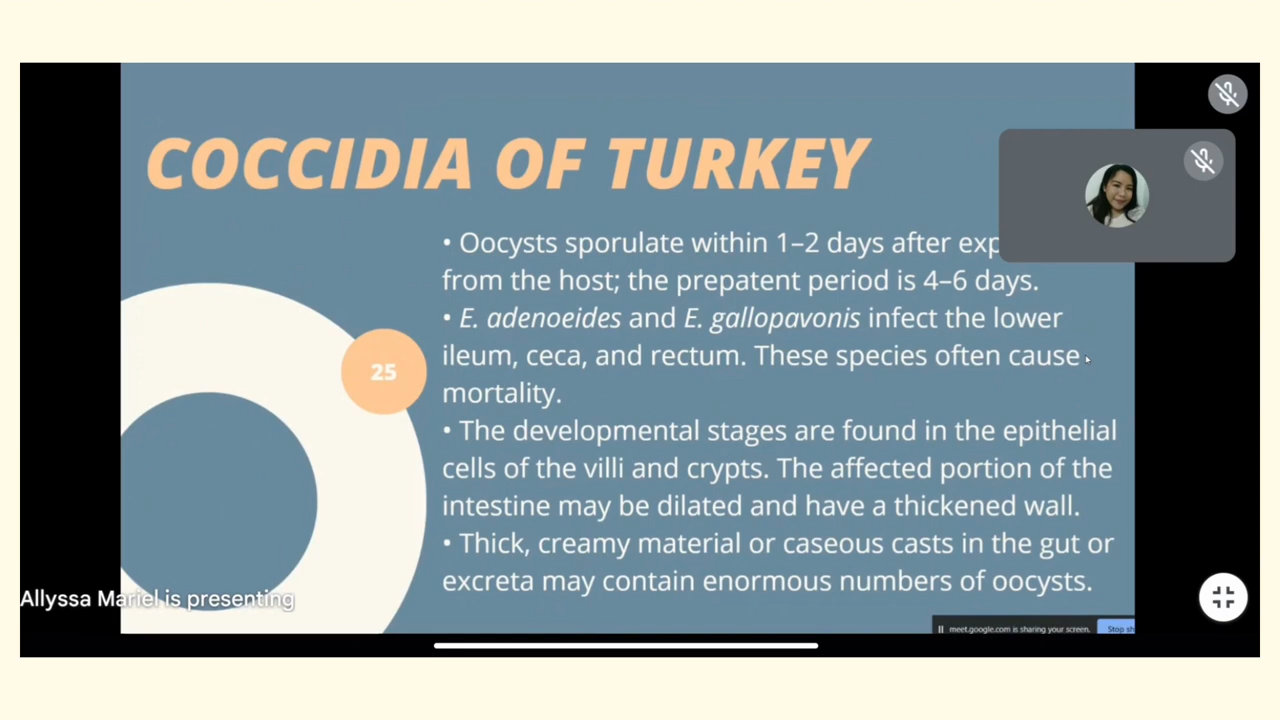 COCCIDIA OF TURKEY
• Oocysts sporulate within 1–2 days after
from the host; the prepatent period is 4–6 days.
• E. adenoeides and E. gallopavonis infect the lower
ileum, ceca, and rectum. These species often cause
mortality.
• The developmental stages are found in the epithelial
cells of the villi and crypts. The affected portion of the
intestine may be dilated and have a thickened wall.
• Thick, creamy material or caseous casts in the gut or
excreta may contain enormous numbers of oocysts.
25
Allyssa Mariel is presenting
meet.google.com is sharing your screen.
Stop sh